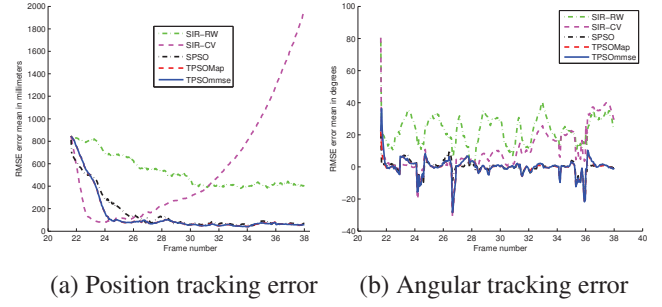 2000
1800
1600
1400
1200
1000
800
600
400
200
0
20 22 24 26 28 30 32 34 36 38 40
Frame number
RMSE error mean in millimeters
SIR−RW
SIR−CV
SPSO
TPSOMap
TPSOmmse
(a) Position tracking error
100
80
60
40
20
0
−20
−40
20 22 24 26 28 30 32 34 36 38 40
Frame number
RMSE error mean in degrees
SIR−RW
SIR−CV
SPSO
TPSOMap
TPSOmmse
(b) Angular tracking error